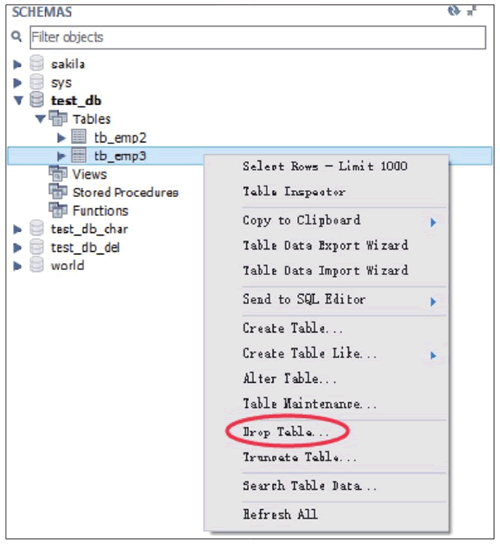 SCHEMAS
Filter objects
sakila
sys
test_db
Tables
tb_emp2
tb_emp3
Views
Stored Procedures
Functions
test_db_char
test_db_del
world
Select Rows - Limit 1000
Table Inspector
Copy to Clipboard
Table Data Export Wizard
Table Data Import Wizard
Send to SQL Editor
Create Table...
Create Table Like...
Alter Table...
Table Maintenance...
Drop Table...
Truncate Table...
Search Table Data...
Refresh All